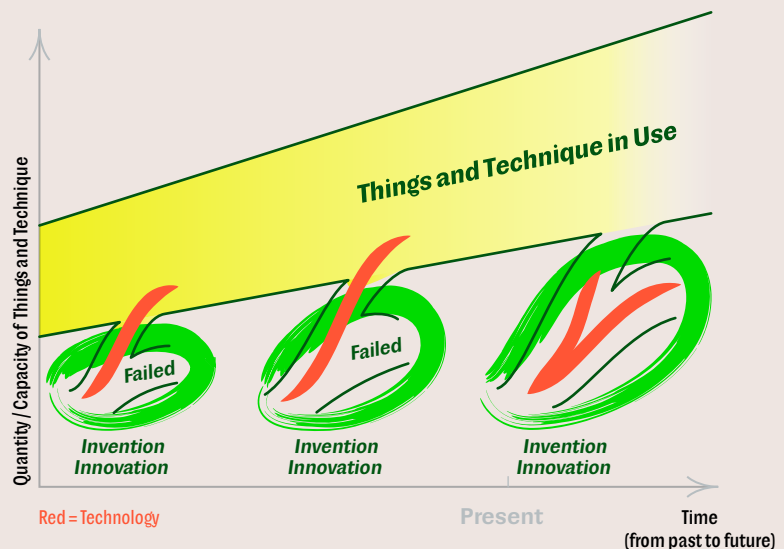 Quantity / Capacity of Things and Technique
Things and Technique in Use
Failed
Failed
Invention
Innovation
Invention
Innovation
Invention
Innovation
Red = Technology
Present
Time
(from past to future)